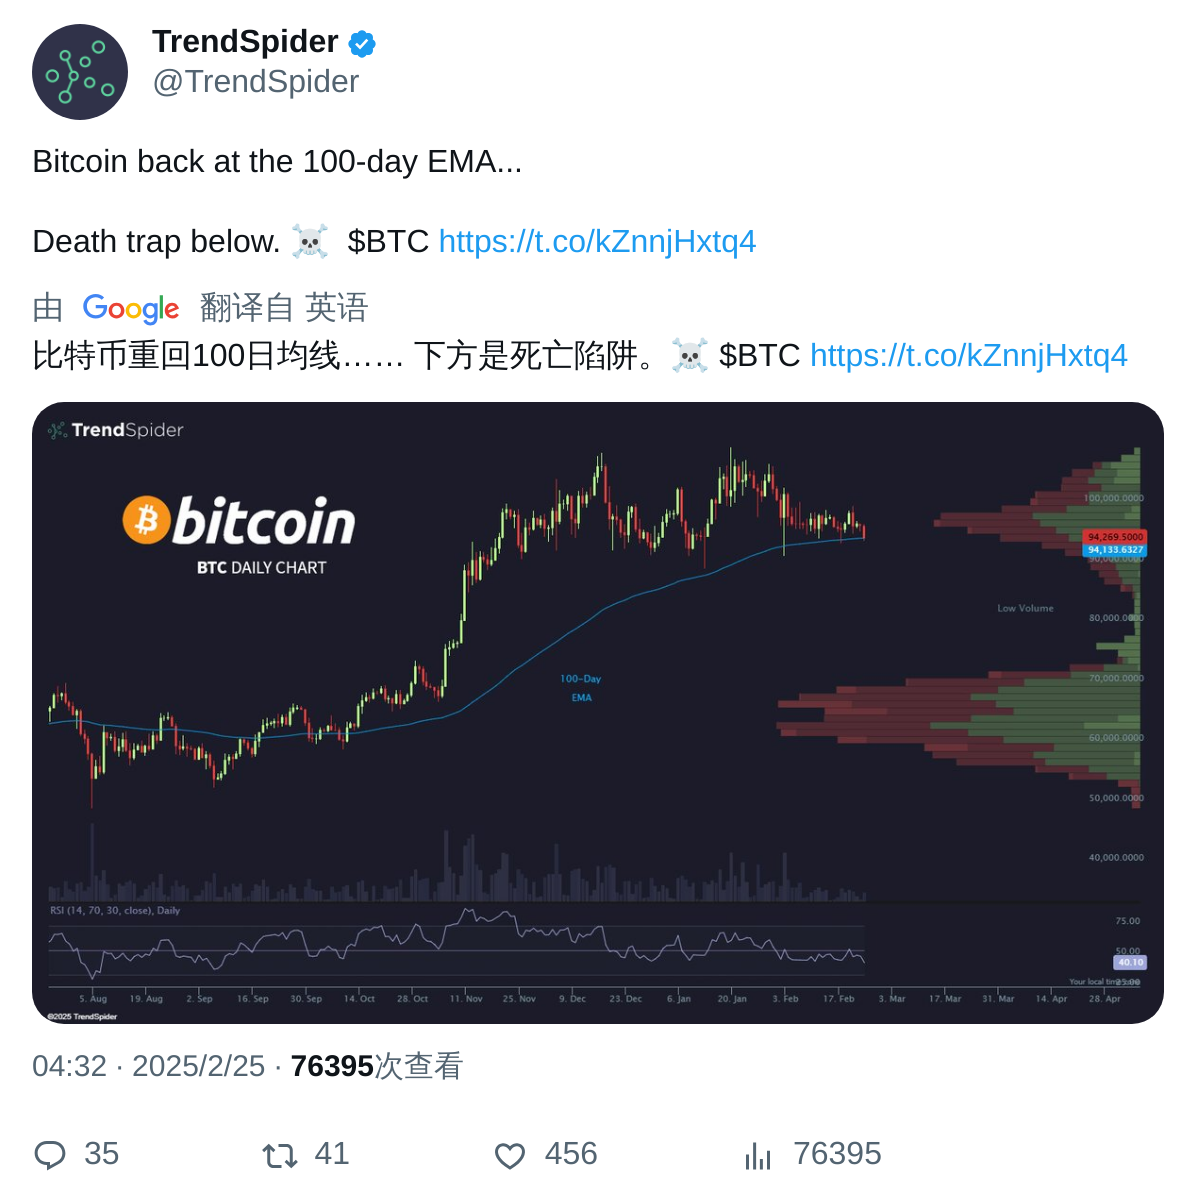 TrendSpider
@TrendSpider
Bitcoin back at the 100-day EMA...
Death trap below. ☠️ $BTC https://t.co/kZnnjHxtq4
由 Google 翻译自 英语
比特币重回100日均线…… 下方是死亡陷阱。☠️ $BTC https://t.co/kZnnjHxtq4
TrendSpider
bitcoin
BTC DAILY CHART
100,000.0000
94,269.5000
94,133.6327
90,000.0000
Low Volume
80,000.0000
100-Day
EMA
70,000.0000
60,000.0000
50,000.0000
40,000.0000
RSI (14, 70, 30, close), Daily
75.00
50.00
40.10
Your local timezone
25.00
5. Aug 19. Aug 2. Sep 16. Sep 30. Sep 14. Oct 28. Oct 11. Nov 25. Nov 9. Dec 23. Dec 6. Jan 20. Jan 3. Feb 17. Feb 3. Mar 17. Mar 31. Mar 14. Apr 28. Apr
©2025 TrendSpider
04:32 · 2025/2/25 · 76395次查看
35 41 456 76395